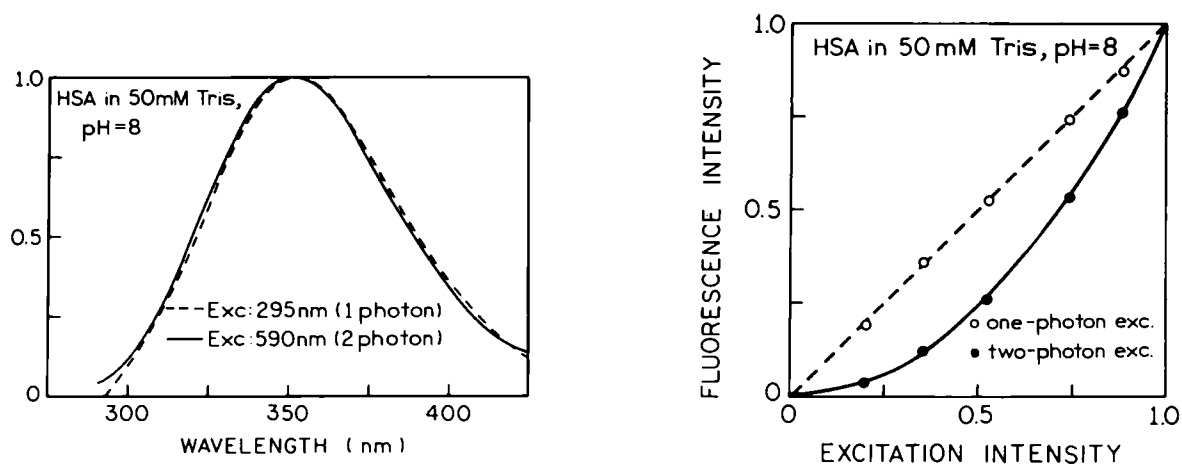 HSA in 50mM Tris,
pH=8
1.0
0.5
0
Exc: 295nm (1 photon)
Exc: 590nm (2 photon)
300
350
400
WAVELENGTH (nm)
FLUORESCENCE INTENSITY
HSA in 50mM Tris, pH=8
1.0
0.5
0
one-photon exc.
two-photon exc.
0
0.5
1.0
EXCITATION INTENSITY